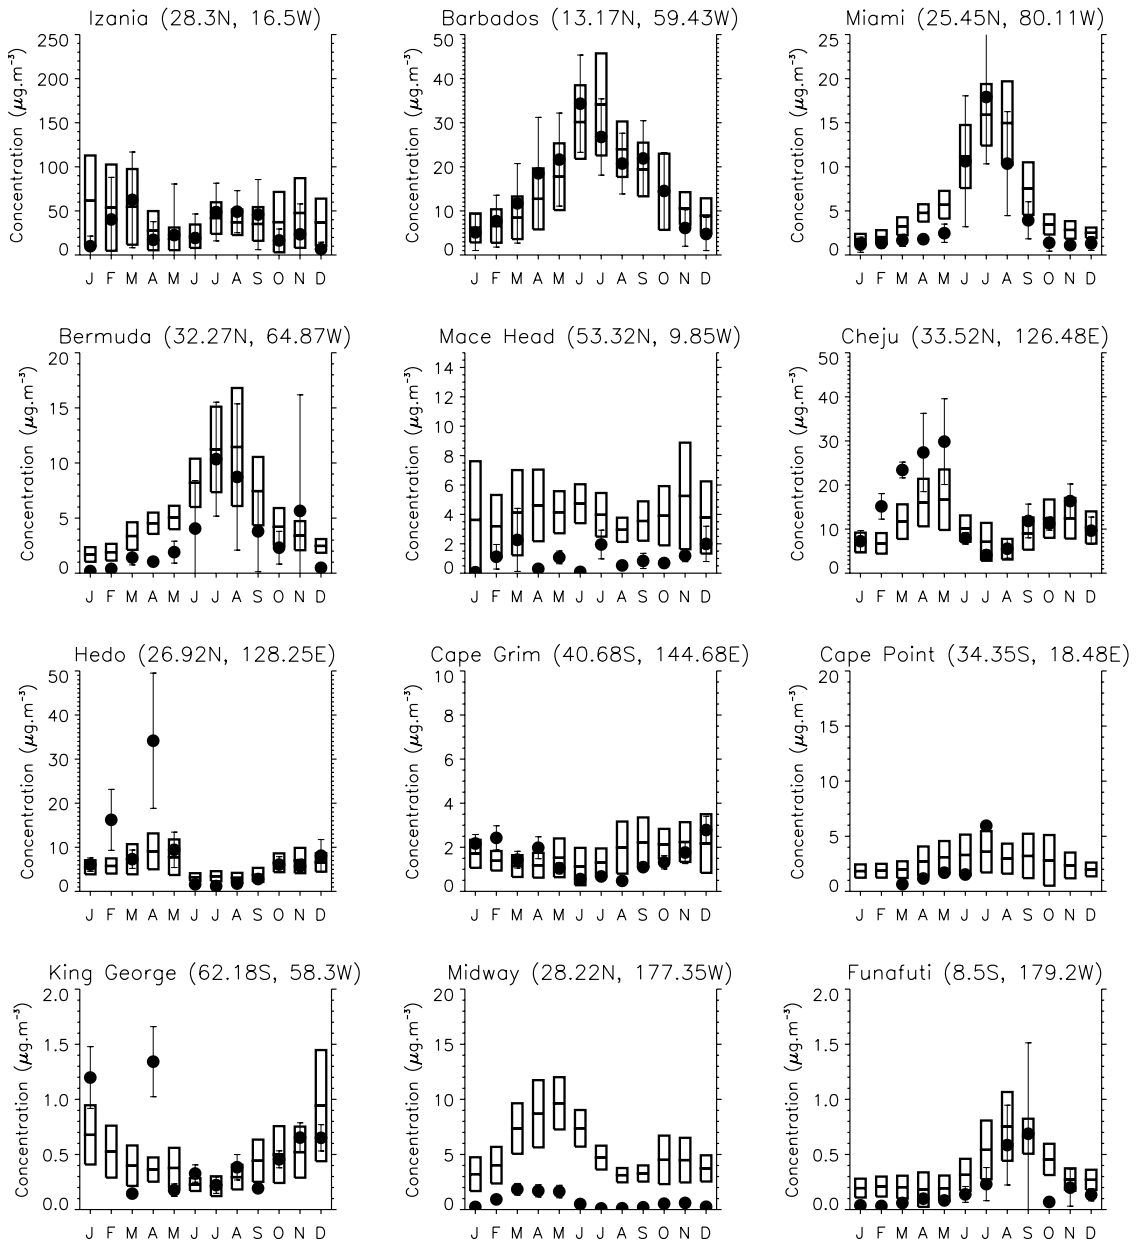 Izania (28.3N, 16.5W)
Concentration (μg.m⁻³)
250
200
150
100
50
0
J F M A M J J A S O N D
Barbados (13.17N, 59.43W)
Concentration (μg.m⁻³)
50
40
30
20
10
0
J F M A M J J A S O N D
Miami (25.45N, 80.11W)
Concentration (μg.m⁻³)
25
20
15
10
5
0
J F M A M J J A S O N D
Bermuda (32.27N, 64.87W)
Concentration (μg.m⁻³)
20
15
10
5
0
J F M A M J J A S O N D
Mace Head (53.32N, 9.85W)
Concentration (μg.m⁻³)
14
12
10
8
6
4
2
0
J F M A M J J A S O N D
Cheju (33.52N, 126.48E)
Concentration (μg.m⁻³)
50
40
30
20
10
0
J F M A M J J A S O N D
Hedo (26.92N, 128.25E)
Concentration (μg.m⁻³)
50
40
30
20
10
0
J F M A M J J A S O N D
Cape Grim (40.68S, 144.68E)
Concentration (μg.m⁻³)
10
8
6
4
2
0
J F M A M J J A S O N D
Cape Point (34.35S, 18.48E)
Concentration (μg.m⁻³)
20
15
10
5
0
J F M A M J J A S O N D
King George (62.18S, 58.3W)
Concentration (μg.m⁻³)
2.0
1.5
1.0
0.5
0.0
J F M A M J J A S O N D
Midway (28.22N, 177.35W)
Concentration (μg.m⁻³)
20
15
10
5
0
J F M A M J J A S O N D
Funafuti (8.5S, 179.2W)
Concentration (μg.m⁻³)
2.0
1.5
1.0
0.5
0.0
J F M A M J J A S O N D